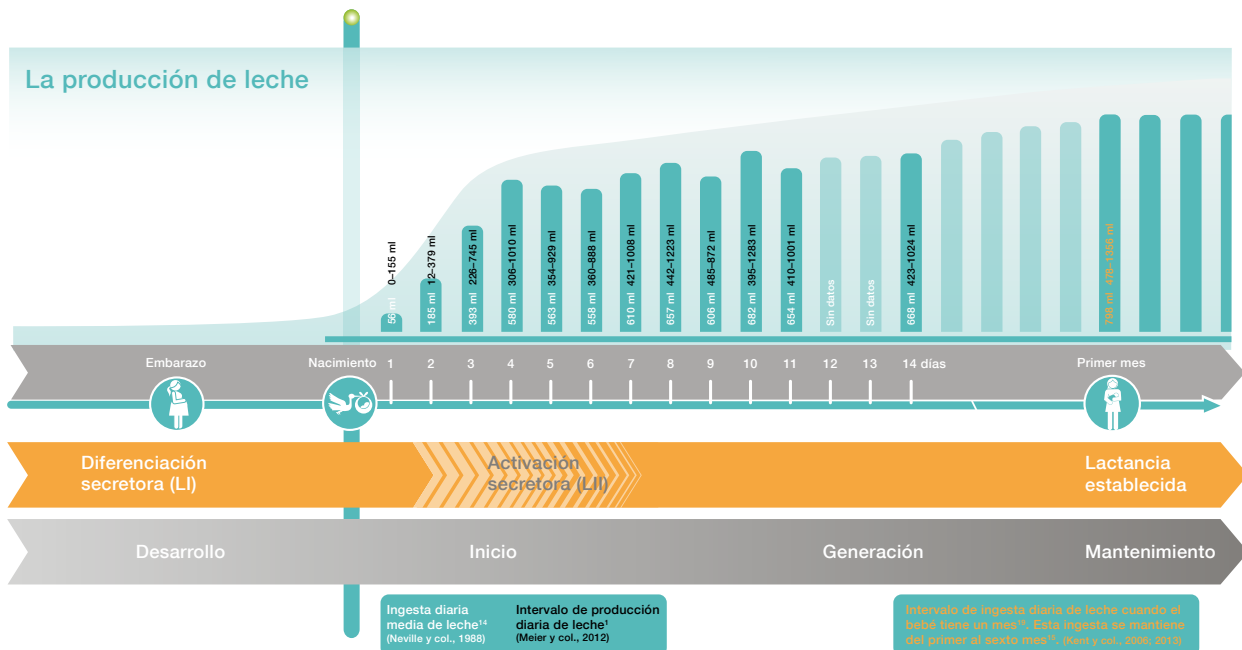 La producción de leche
56 ml 0–155 ml
185 ml 12–379 ml
393 ml 226–745 ml
580 ml 306–1010 ml
563 ml 354–929 ml
558 ml 360–888 ml
610 ml 421–1008 ml
657 ml 442–1223 ml
606 ml 485–872 ml
682 ml 395–1283 ml
654 ml 410–1001 ml
Sin datos
Sin datos
668 ml 423–1024 ml
798 ml 478–1356 ml
Embarazo
Nacimiento
1 2 3 4 5 6 7 8 9 10 11 12 13 14 días
Primer mes
Diferenciación
secretora (LI)
Activación
secretora (LII)
Lactancia
establecida
Desarrollo
Inicio
Generación
Mantenimiento
Ingesta diaria
media de leche¹⁴
(Neville y col., 1988)
Intervalo de producción
diaria de leche¹
(Meier y col., 2012)
Intervalo de ingesta diaria de leche cuando el
bebé tiene un mes. Esta ingesta se mantiene
del primer al sexto mes. (Kent y col., 2006; 2013)